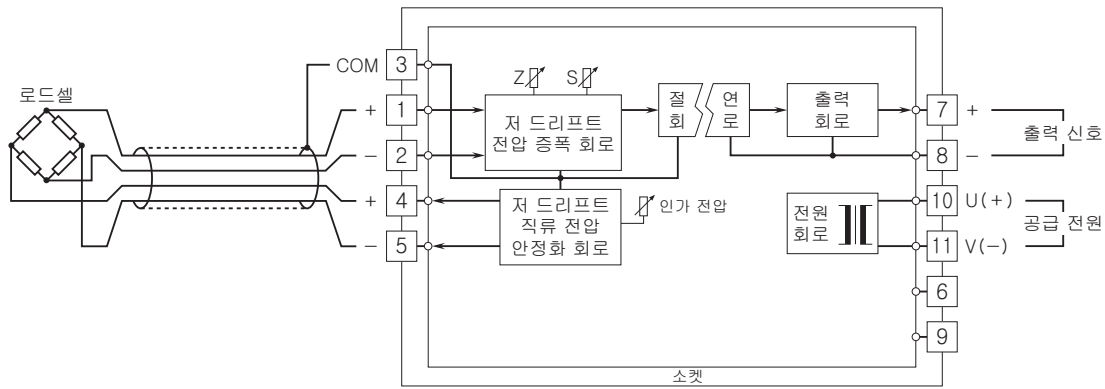 COM 3
로드셀
Z
S
+ 1
저 드리프트
전압 증폭 회로
절 연
회 로
출력
회로
7 +
출력 신호
- 2
8 -
+ 4
저 드리프트
직류 전압
안정화 회로
인가 전압
전원
회로
10 U(+)
공급 전원
- 5
11 V(-)
6
9
소켓